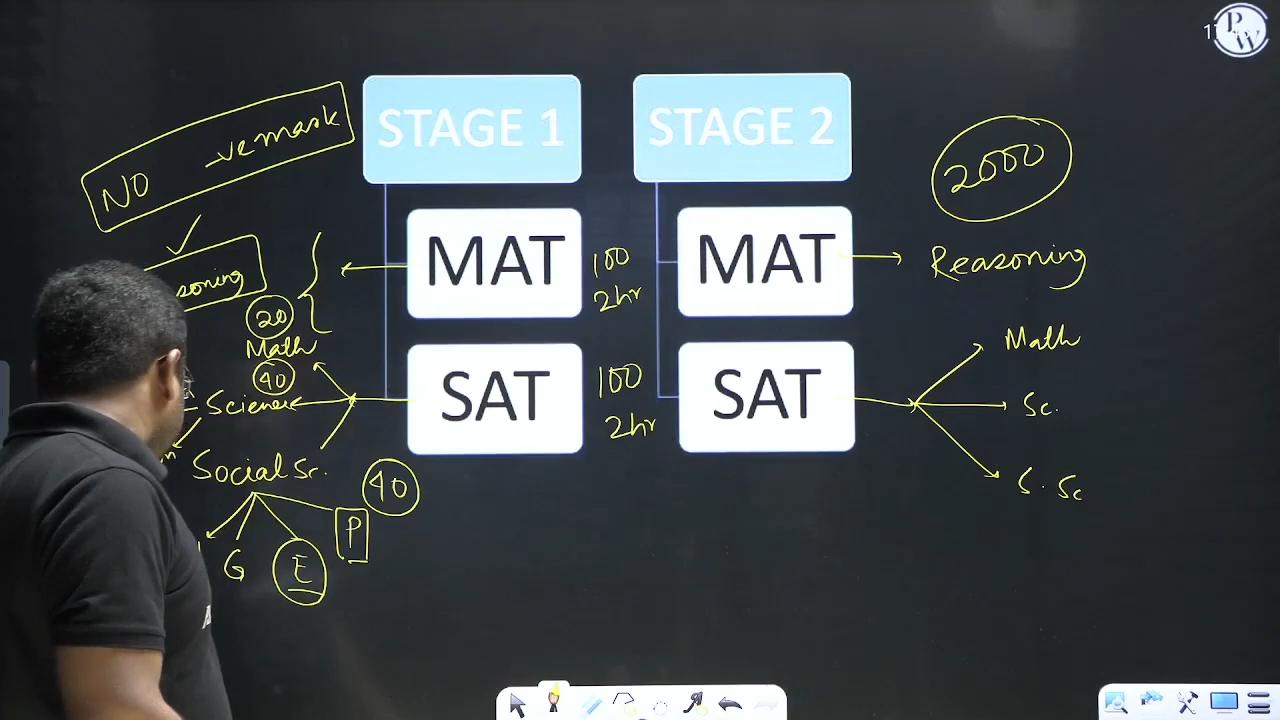 PW
STAGE 1
STAGE 2
NO -ve mark
2000
MAT
100
2hr
MAT
Reasoning
20
Math
40
Science
Social Sc.
40
G
E
P
SAT
100
2hr
SAT
Math
Sc.
S. Sc